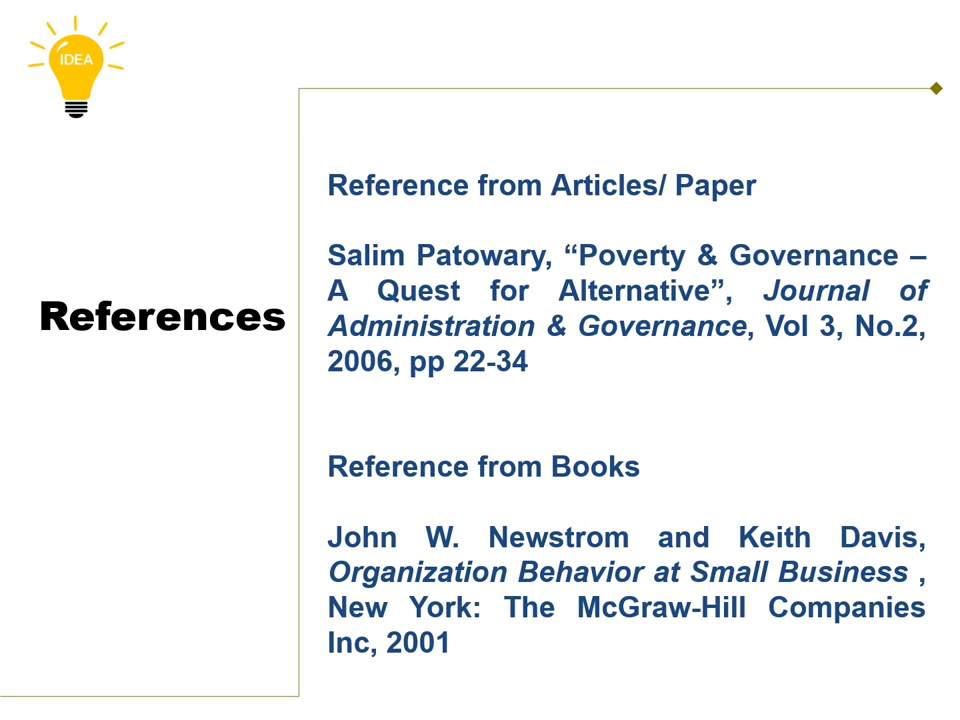 IDEA
References
Reference from Articles/ Paper
Salim Patowary, “Poverty & Governance –
A Quest for Alternative”, Journal of
Administration & Governance, Vol 3, No.2,
2006, pp 22-34
Reference from Books
John W. Newstrom and Keith Davis,
Organization Behavior at Small Business ,
New York: The McGraw-Hill Companies
Inc, 2001